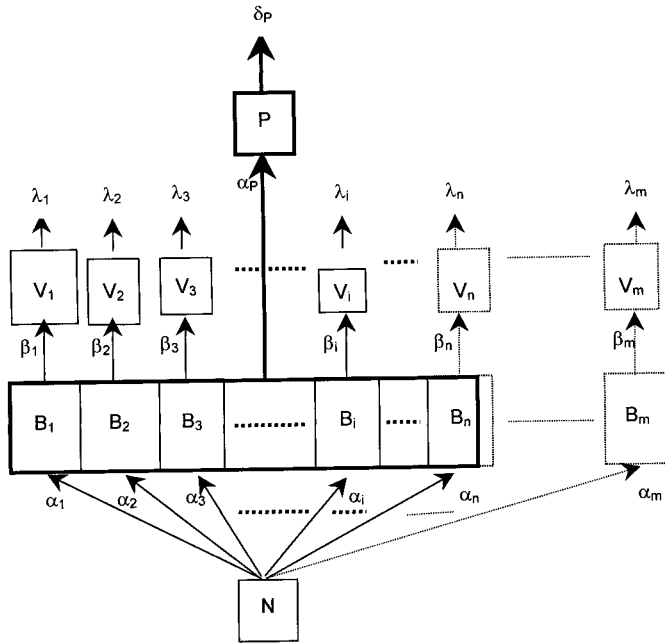 δP
P
αP
λ1 λ2 λ3 λi λn λm
V1 V2 V3 Vi Vn Vm
β1 β2 β3 βi βn βm
B1 B2 B3 Bi Bn Bm
α1 α2 α3 αi αn αm
N